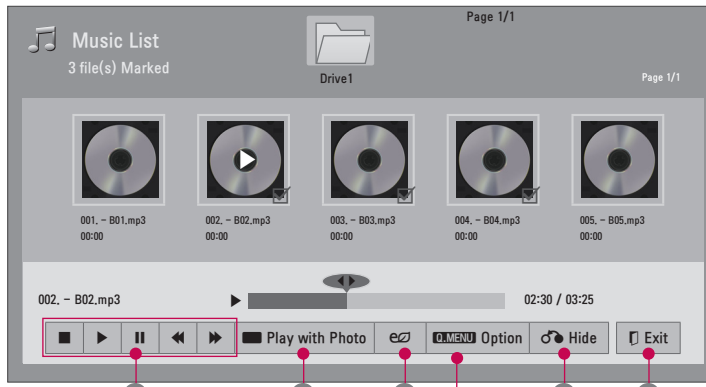 Page 1/1
Music List
3 file(s) Marked
Drive1
Page 1/1
001. - B01.mp3
00:00
002. - B02.mp3
00:00
003. - B03.mp3
00:00
004. - B04.mp3
00:00
005. - B05.mp3
00:00
002. - B02.mp3
02:30 / 03:25
Play with Photo
Q.MENU Option
Hide
Exit